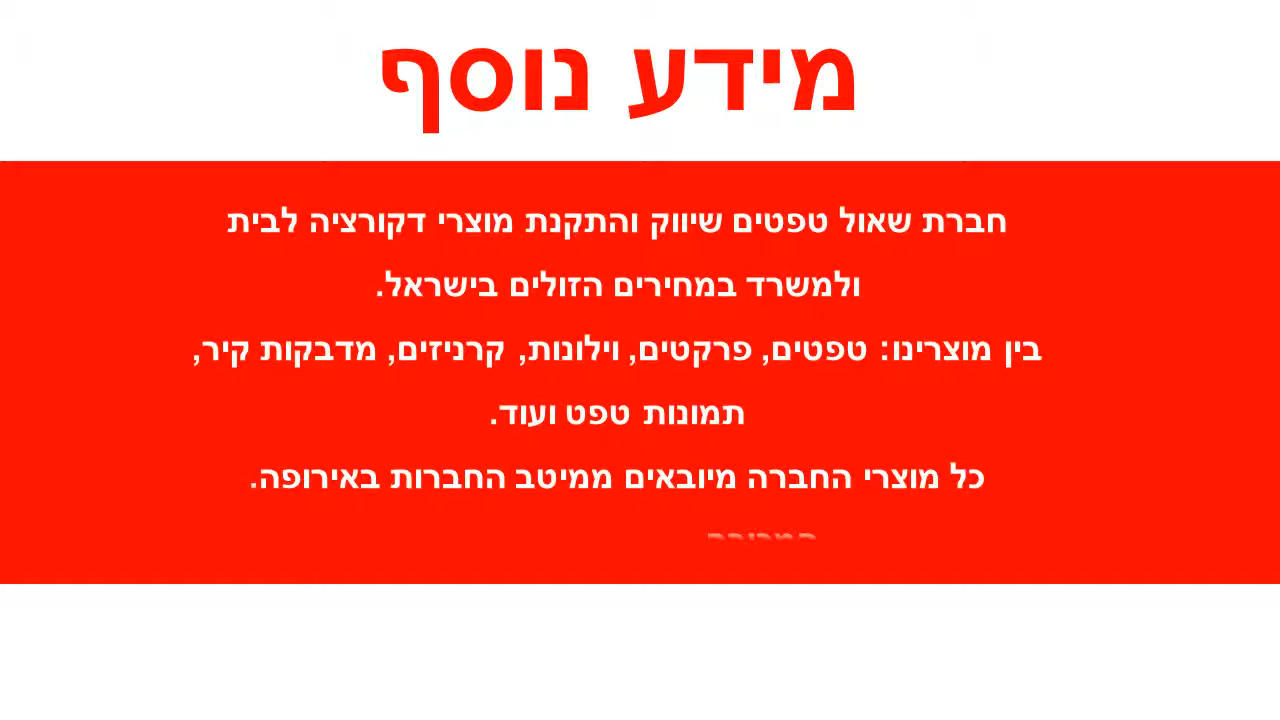 מידע נוסף
חברת שאול טפטים שיווק והתקנת מוצרי דקורציה לבית
ולמשרד במחירים הזולים בישראל.
בין מוצרינו: טפטים, פרקטים, וילונות, קרניזים, מדבקות קיר,
תמונות טפט ועוד.
כל מוצרי החברה מיובאים ממיטב החברות באירופה.